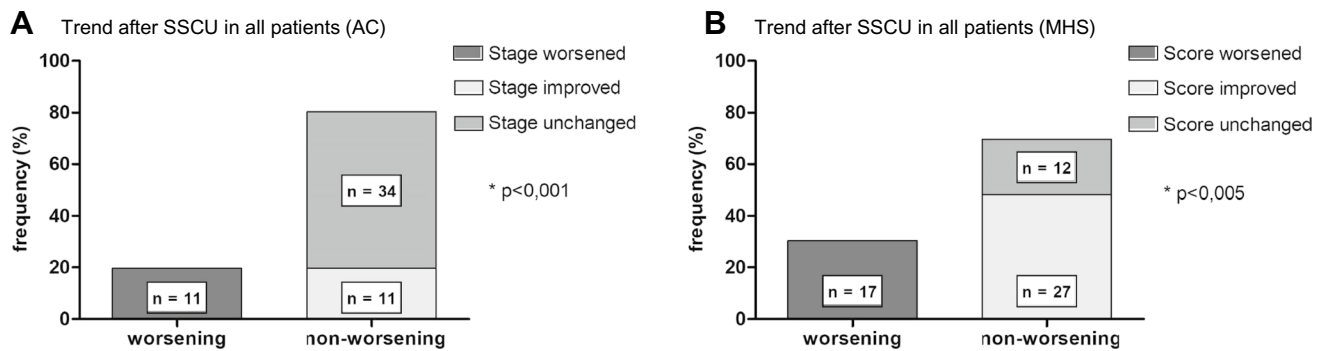 A Trend after SSCU in all patients (AC)
Stage worsened
Stage improved
Stage unchanged
* p<0,001
frequency (%)
100
80
60
40
20
0
n = 34
n = 11
n = 11
worsening
non-worsening
B Trend after SSCU in all patients (MHS)
Score worsened
Score improved
Score unchanged
* p<0,005
frequency (%)
100
80
60
40
20
0
n = 12
n = 17
n = 27
worsening
non-worsening